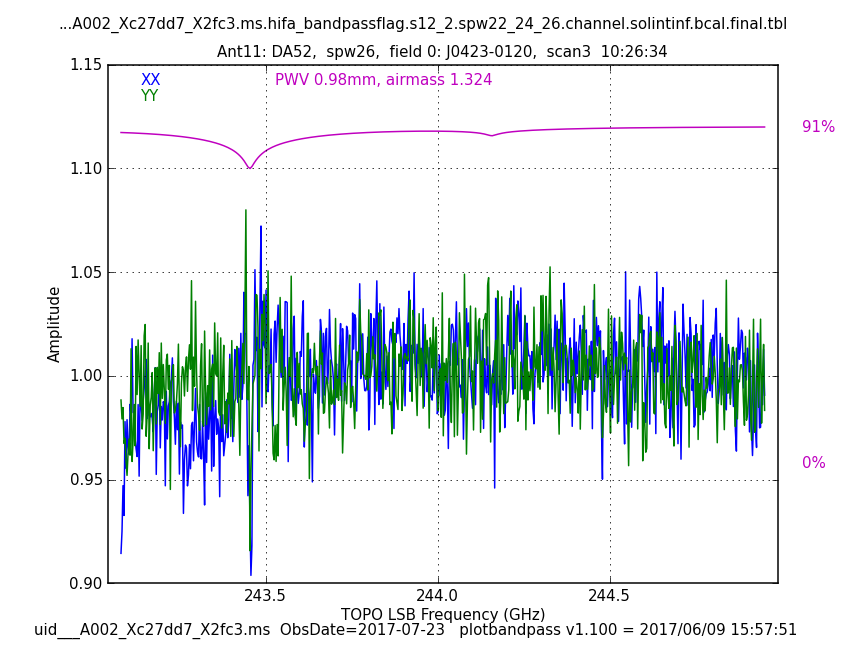 ...A002_Xc27dd7_X2fc3.ms.hifa_bandpassflag.s12_2.spw22_24_26.channel.solintinf.bcal.final.tbl
Ant11: DA52,  spw26,  field 0: J0423-0120,  scan3  10:26:34
XX
YY
PWV 0.98mm, airmass 1.324
91%
0%
1.15
1.10
1.05
1.00
0.95
0.90
Amplitude
243.5
244.0
244.5
TOPO LSB Frequency (GHz)
uid___A002_Xc27dd7_X2fc3.ms  ObsDate=2017-07-23   plotbandpass v1.100 = 2017/06/09 15:57:51